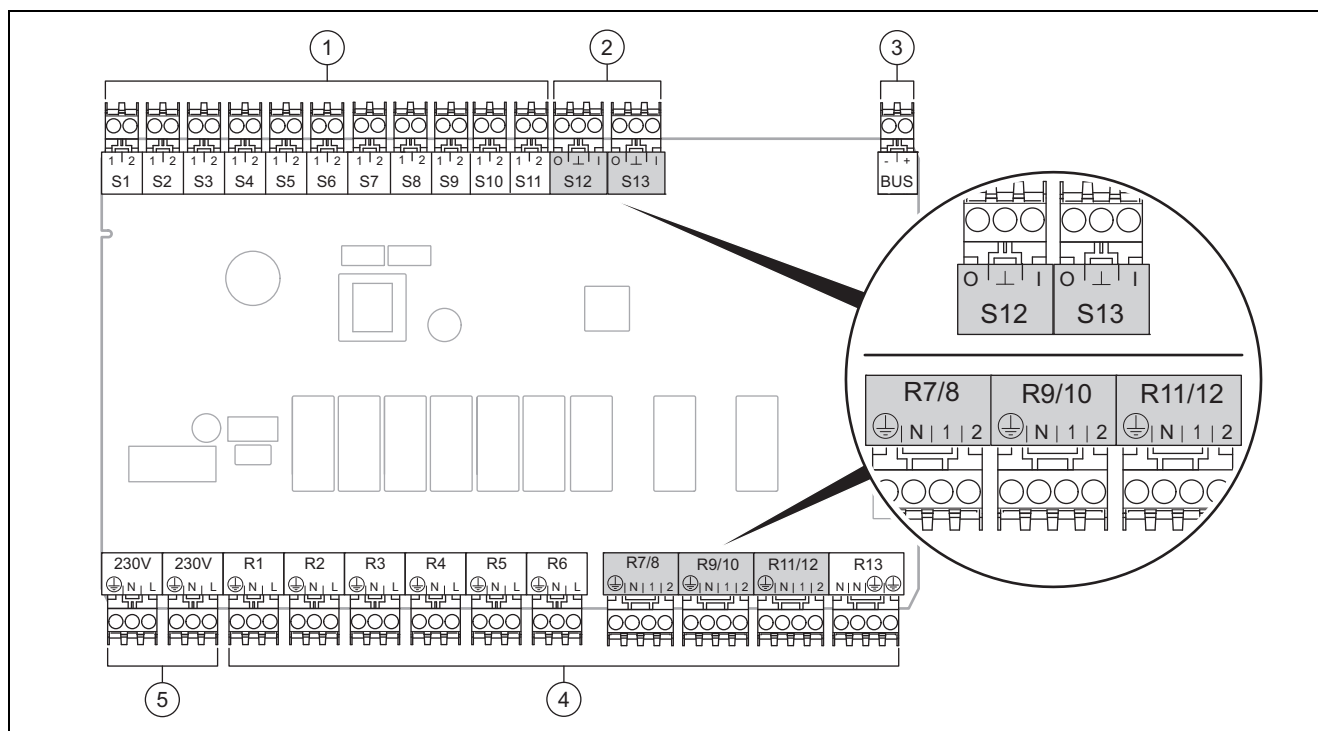 1 2 3
1 2 1 2 1 2 1 2 1 2 1 2 1 2 1 2 1 2 1 2 1 2 O ⊥ I O ⊥ I - +
S1 S2 S3 S4 S5 S6 S7 S8 S9 S10 S11 S12 S13 BUS
O ⊥ I O ⊥ I
S12 S13
R7/8 R9/10 R11/12
⏚ | N | 1 | 2 ⏚ | N | 1 | 2 ⏚ | N | 1 | 2
230V 230V R1 R2 R3 R4 R5 R6 R7/8 R9/10 R11/12 R13
⏚ N L ⏚ N L ⏚ N L ⏚ N L ⏚ N L ⏚ N L ⏚ N L ⏚ N L ⏚ | N | 1 | 2 ⏚ | N | 1 | 2 ⏚ | N | 1 | 2 N N ⏚ ⏚
5 4